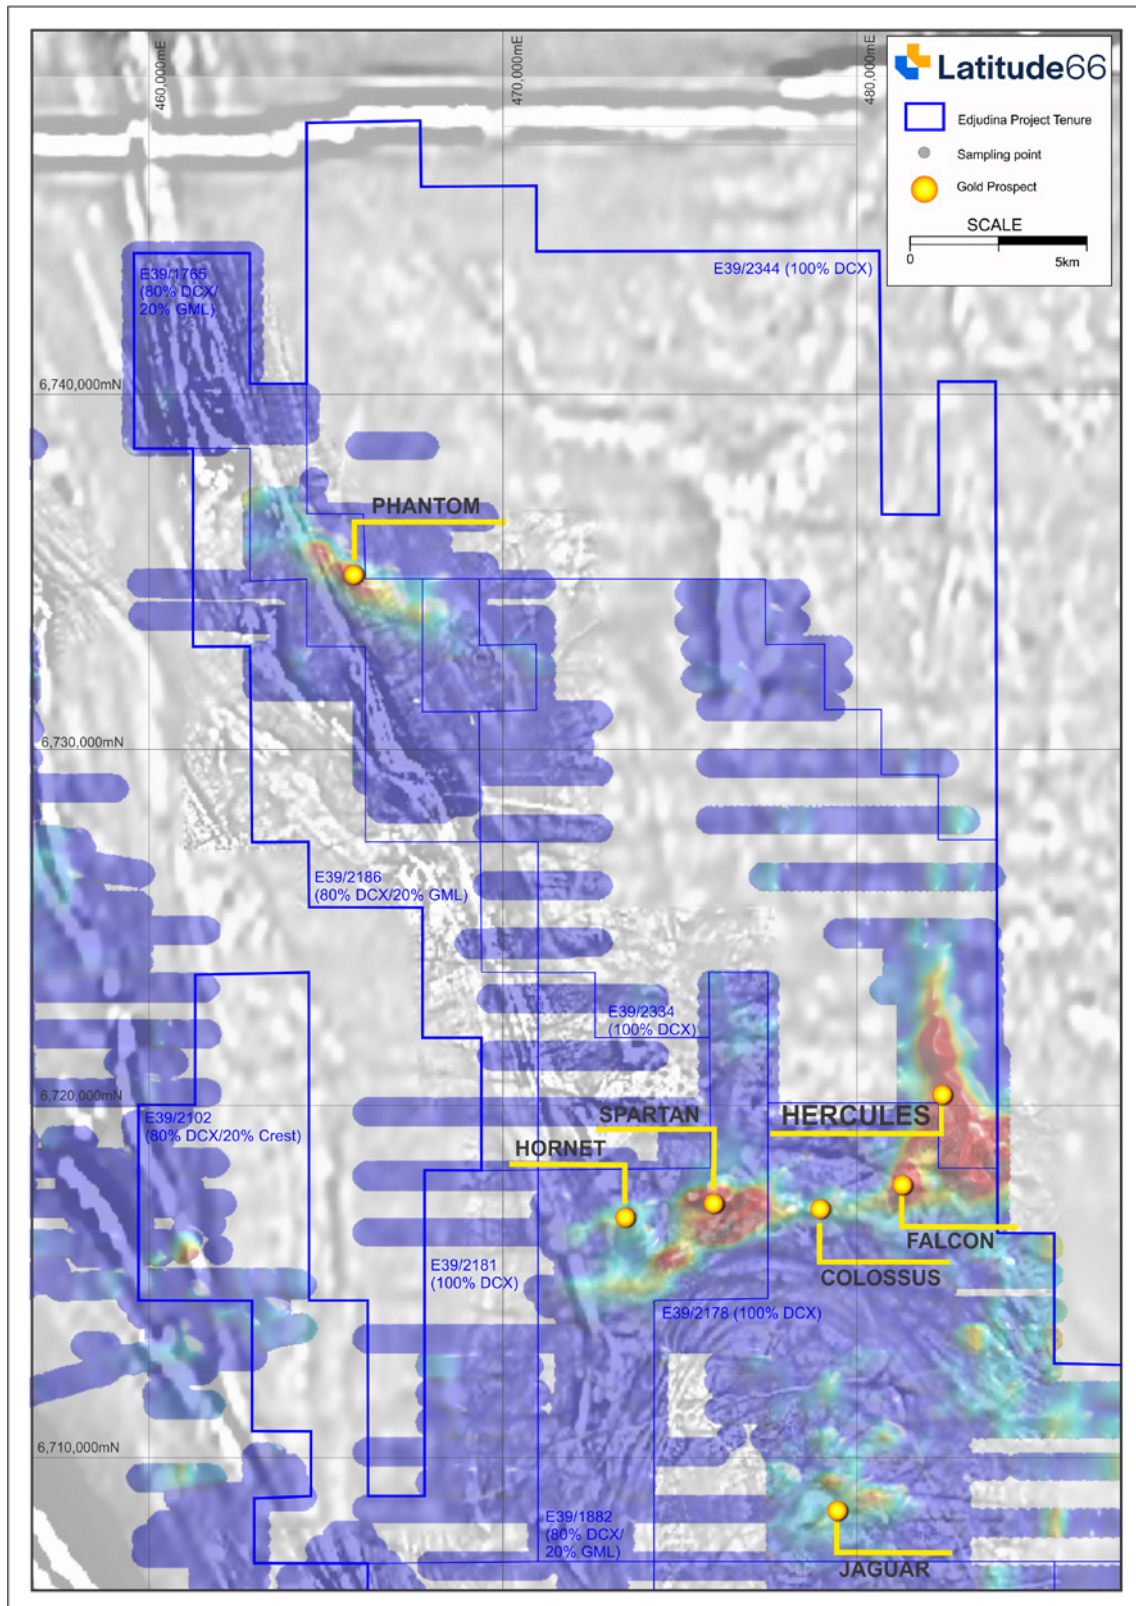 460,000mE
470,000mE
480,000mE
Latitude66
Edjudina Project Tenure
Sampling point
Gold Prospect
SCALE
0
5km
E39/1765
(80% DCX/
20% GML)
E39/2344 (100% DCX)
6,740,000mN
PHANTOM
6,730,000mN
E39/2186
(80% DCX/20% GML)
E39/2334
(100% DCX)
6,720,000mN
E39/2102
(80% DCX/20% Crest)
SPARTAN
HERCULES
HORNET
FALCON
E39/2181
(100% DCX)
COLOSSUS
E39/2178 (100% DCX)
6,710,000mN
E39/1882
(80% DCX/
20% GML)
JAGUAR